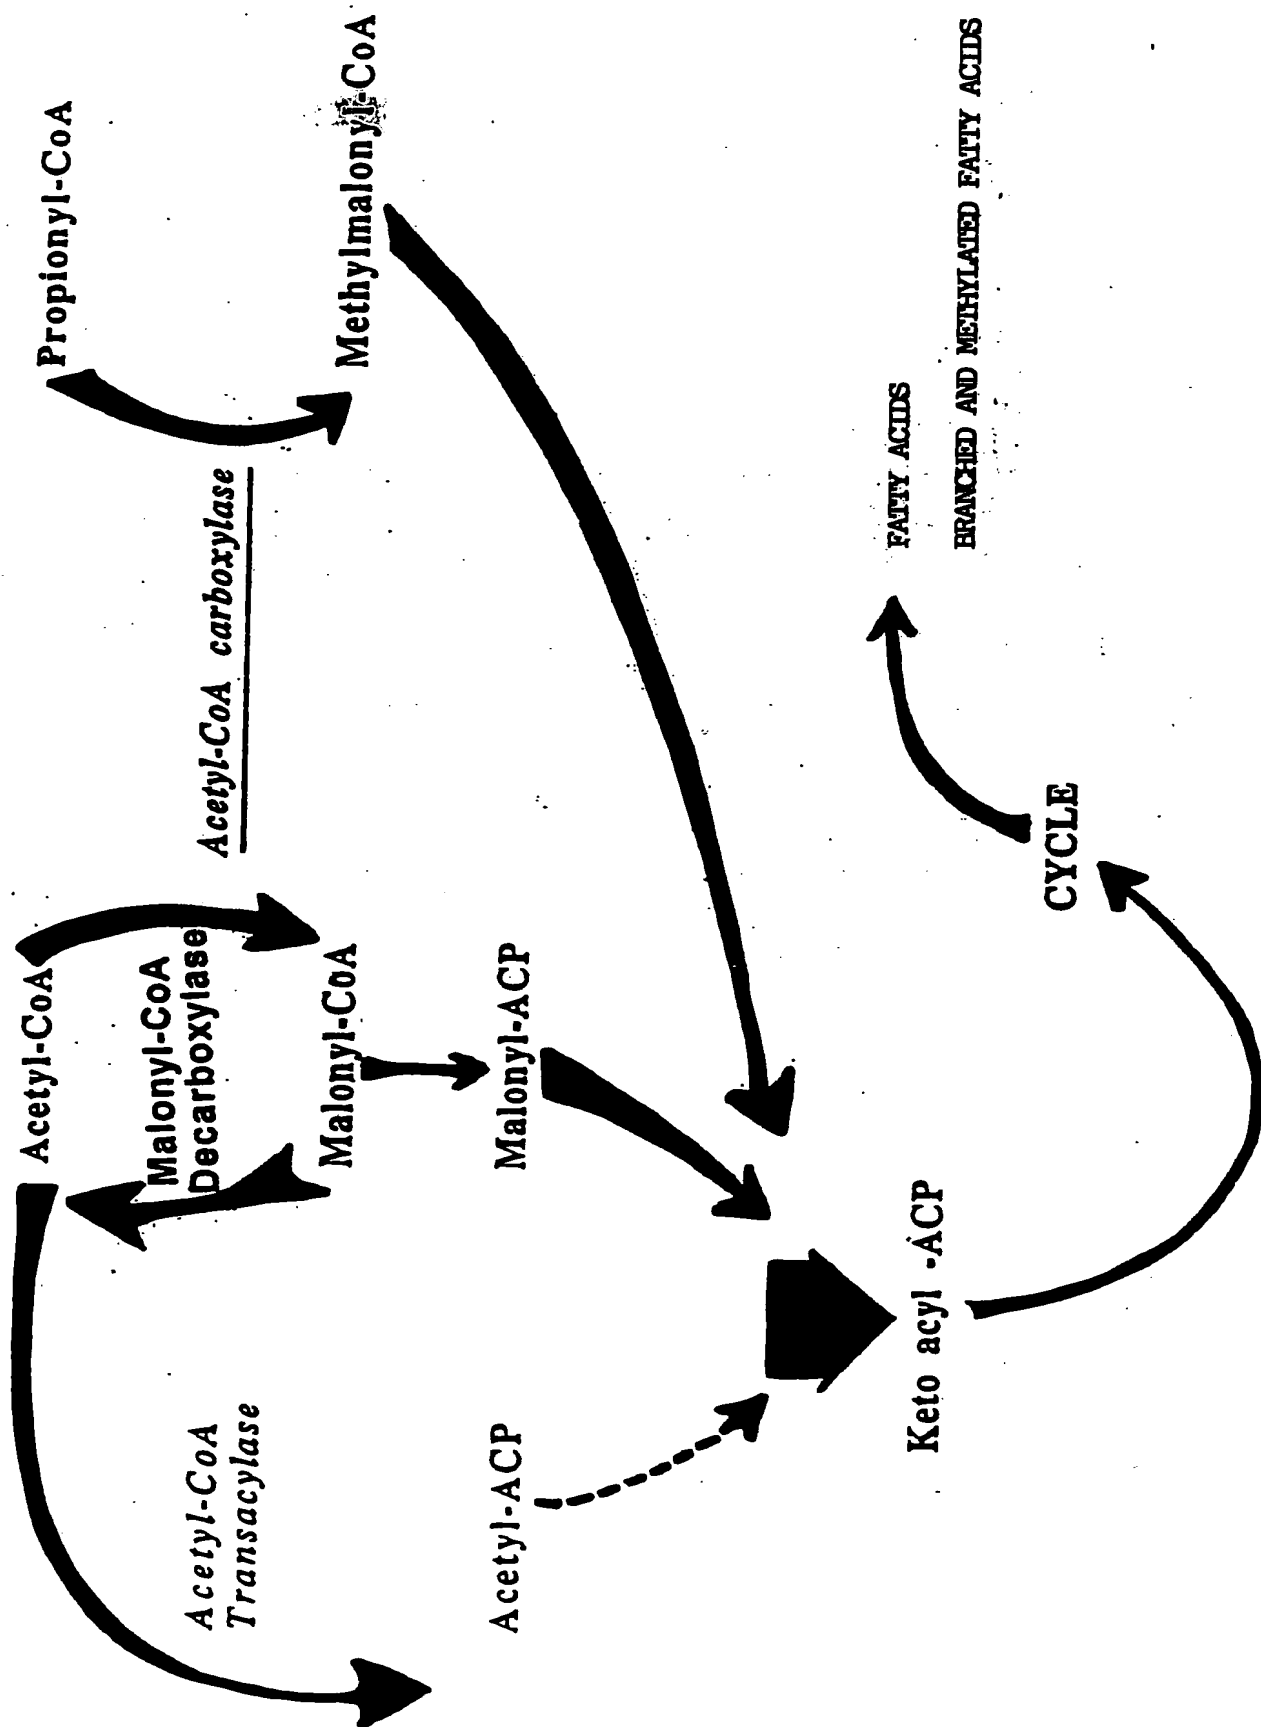 Acetyl-CoA
Propionyl-CoA
Acetyl-CoA
Transacylase
Malonyl-CoA
Decarboxylase
Acetyl-CoA carboxylase
Malonyl-CoA
Methylmalonyl-CoA
Acetyl-ACP
Malonyl-ACP
Keto acyl -ACP
CYCLE
FATTY ACIDS
BRANCHED AND METHYLATED FATTY ACIDS